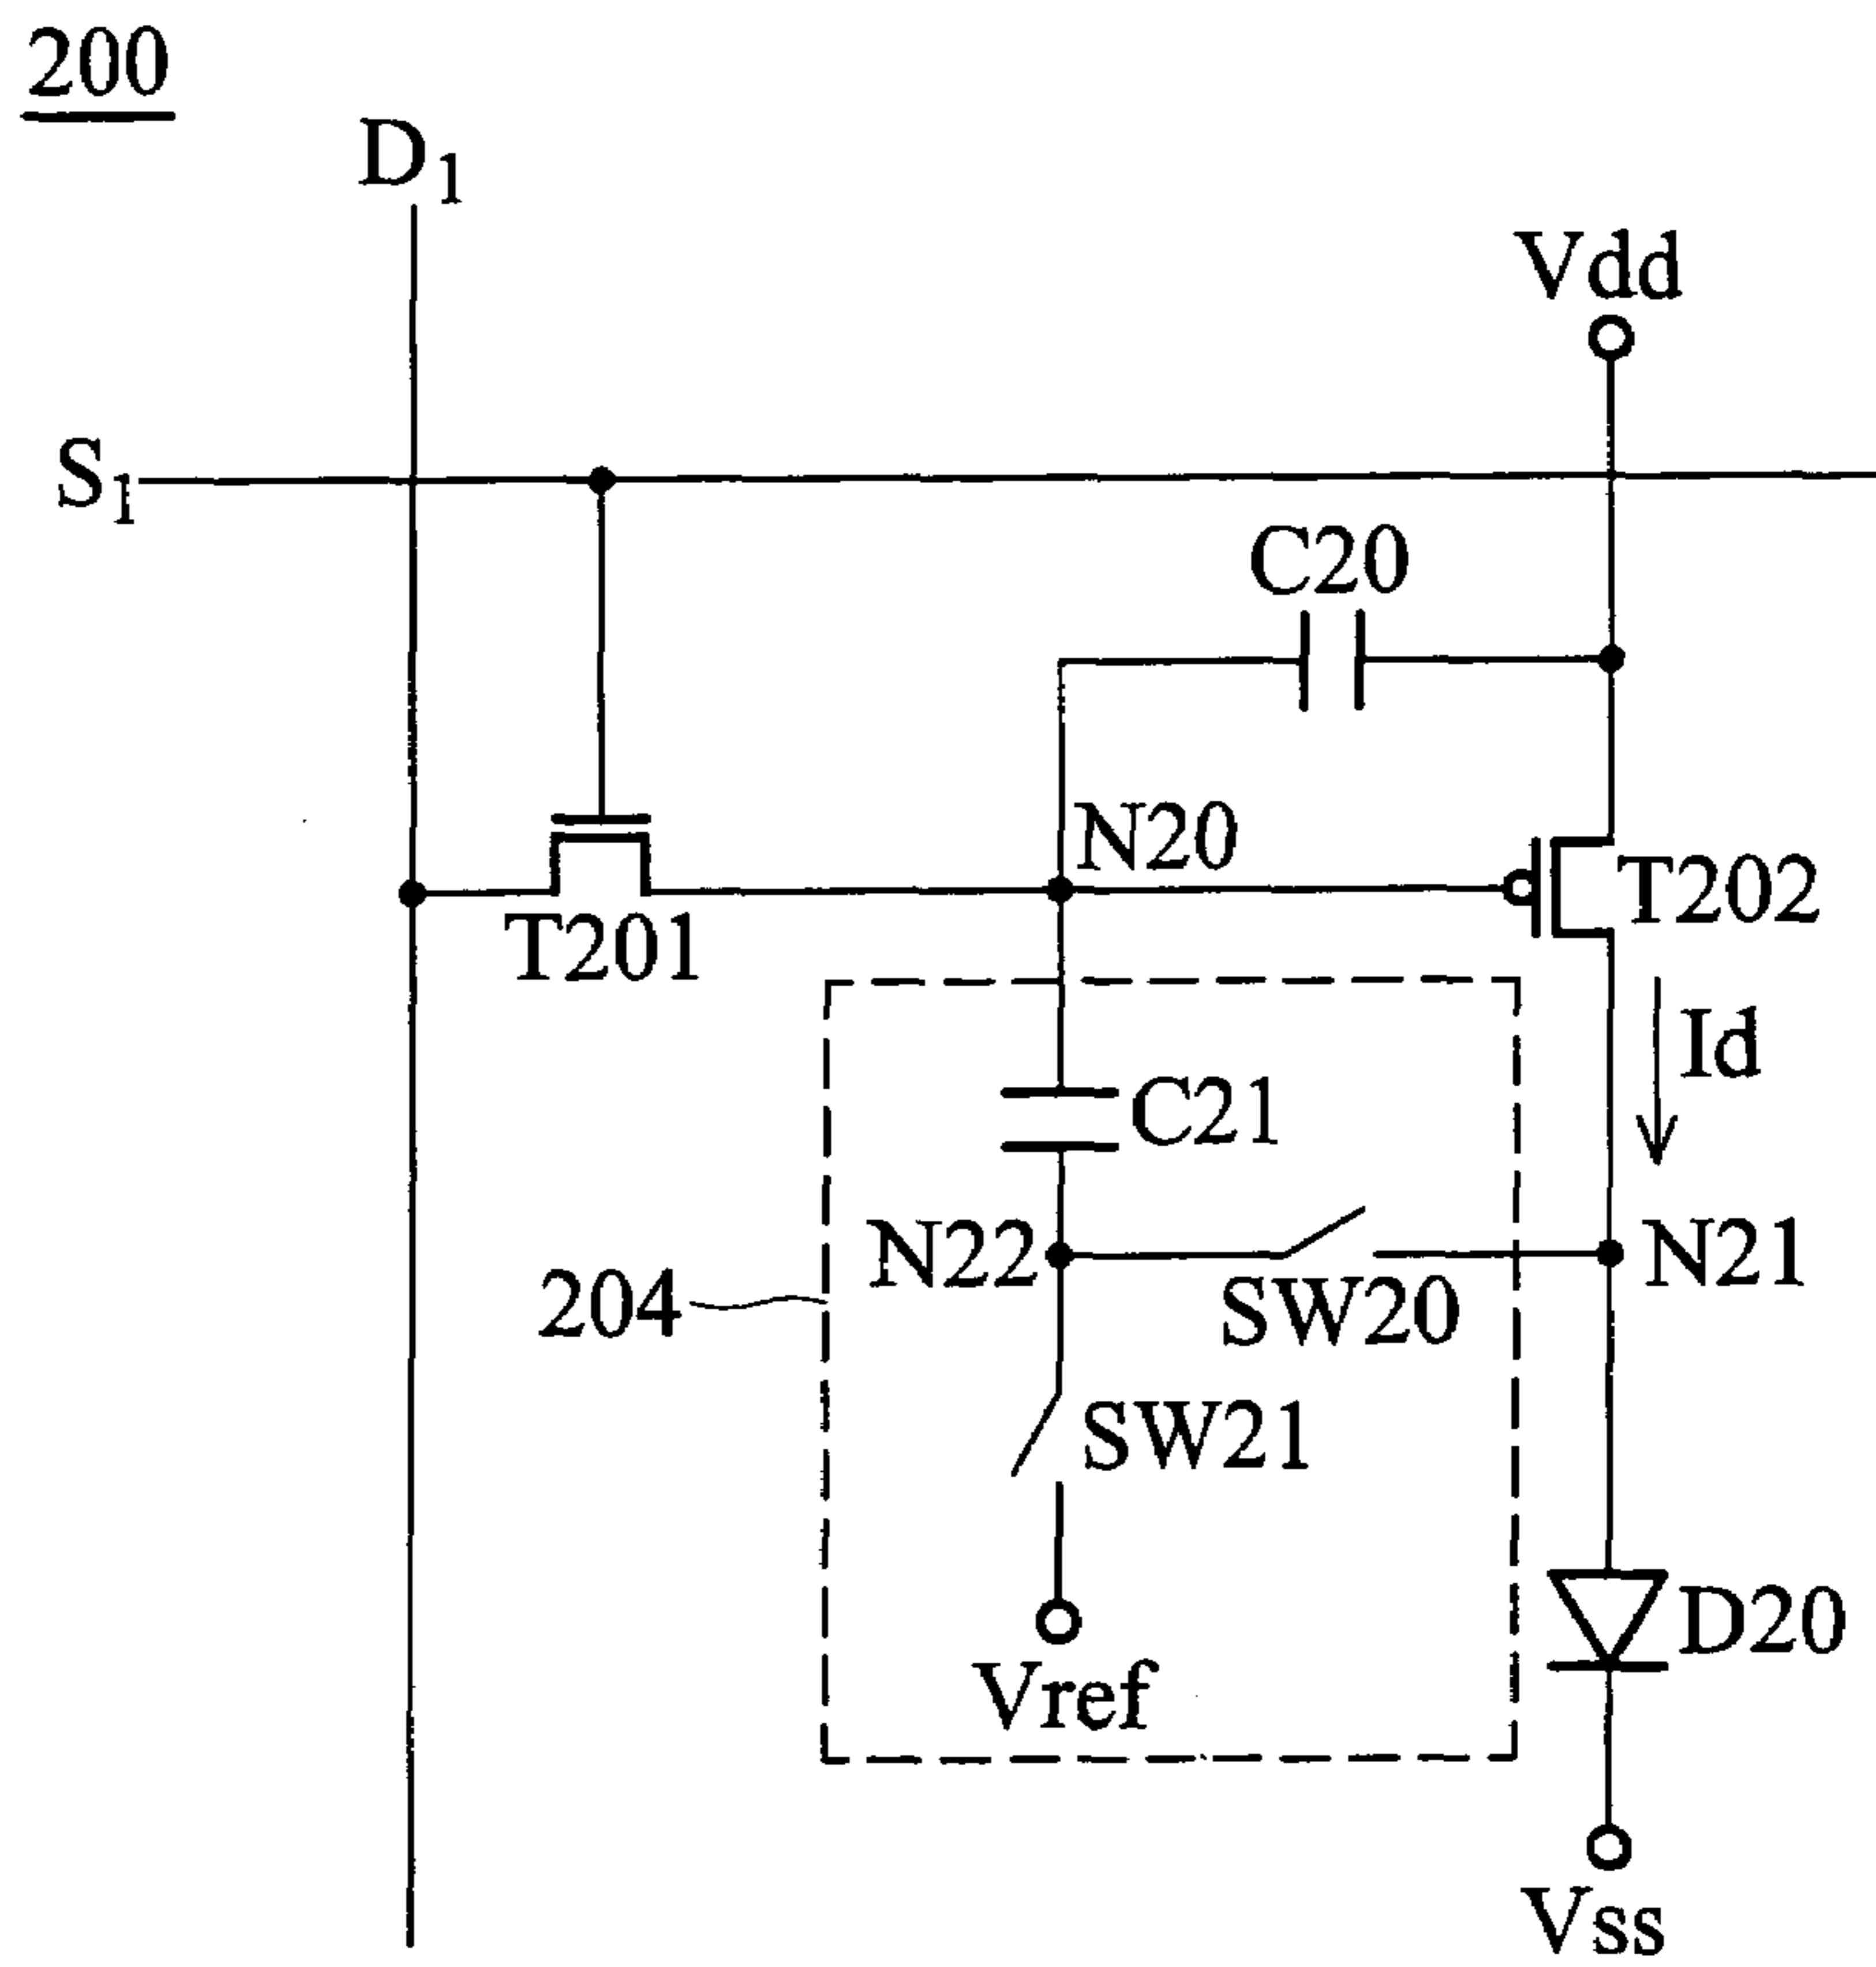 200
D1
Vdd
S1
C20
N20
T202
T201
Id
C21
N22
N21
204
SW20
SW21
D20
Vref
Vss